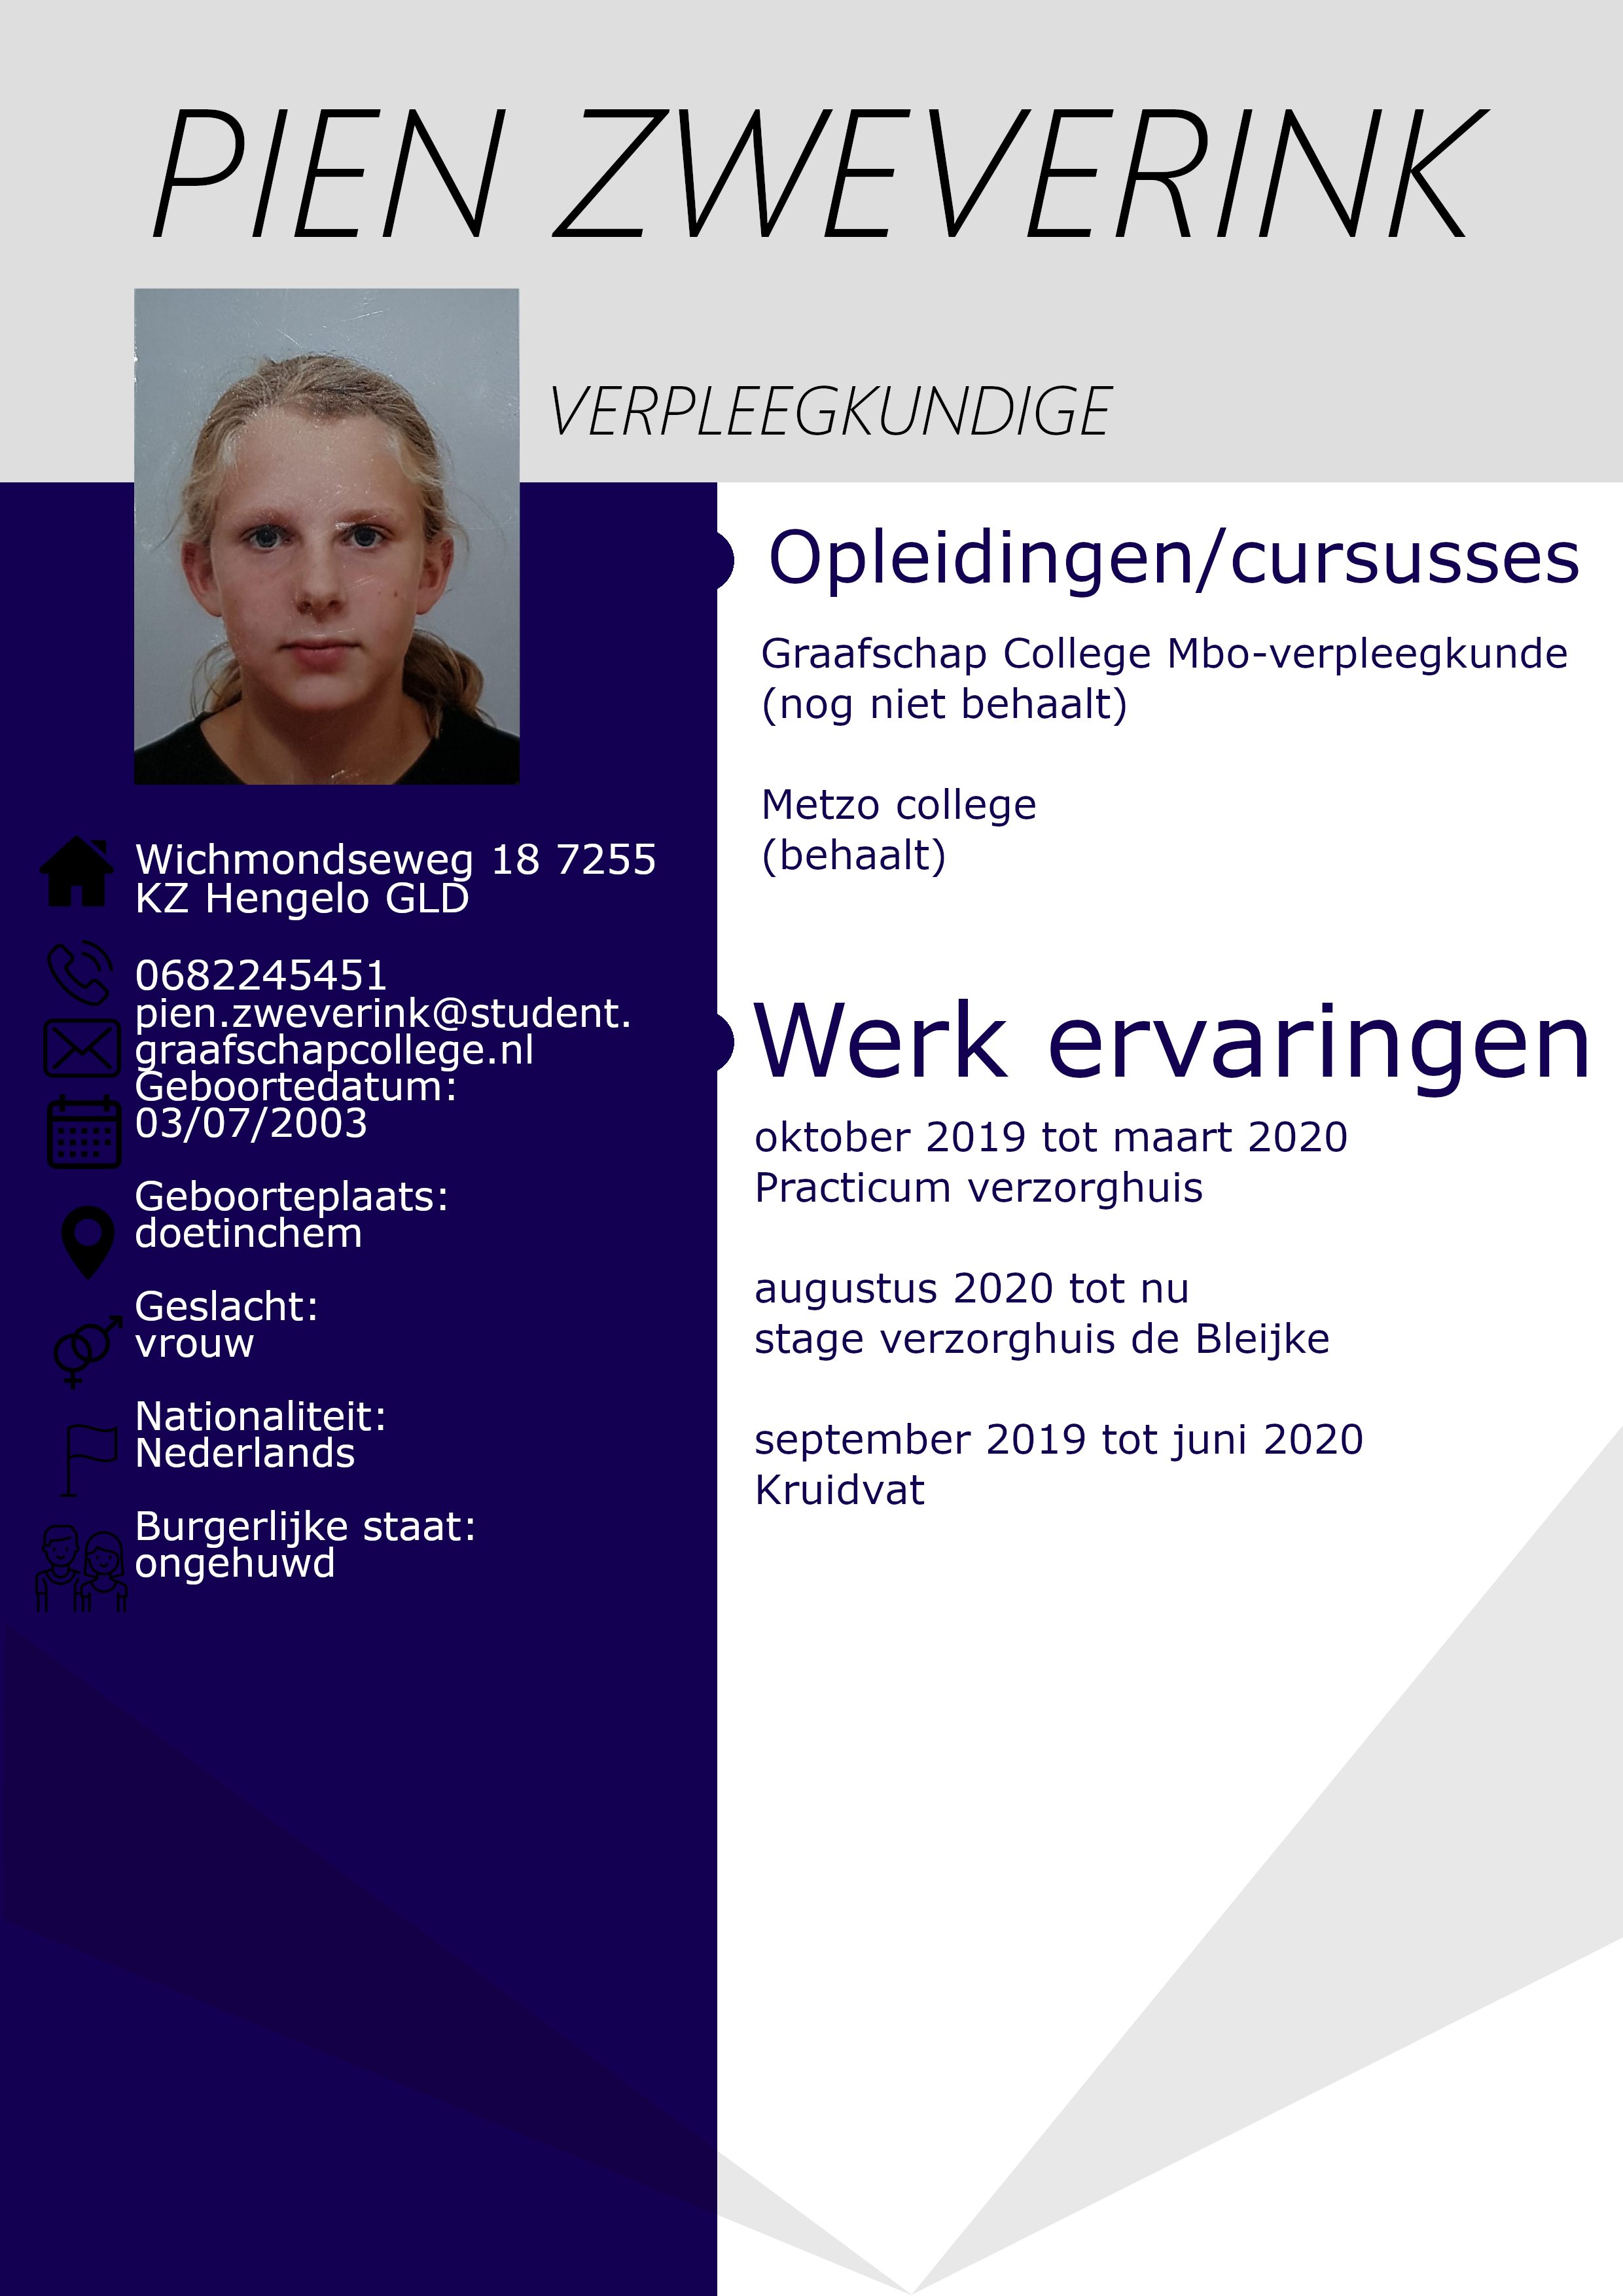 PIEN ZWEVERINK
VERPLEEGKUNDIGE
Wichmondseweg 18 7255
KZ Hengelo GLD
0682245451
pien.zweverink@student.
graafschapcollege.nl
Geboortedatum:
03/07/2003
Geboorteplaats:
doetinchem
Geslacht:
vrouw
Nationaliteit:
Nederlands
Burgerlijke staat:
ongehuwd
Opleidingen/cursusses
Graafschap College Mbo-verpleegkunde
(nog niet behaalt)
Metzo college
(behaalt)
Werk ervaringen
oktober 2019 tot maart 2020
Practicum verzorghuis
augustus 2020 tot nu
stage verzorghuis de Bleijke
september 2019 tot juni 2020
Kruidvat